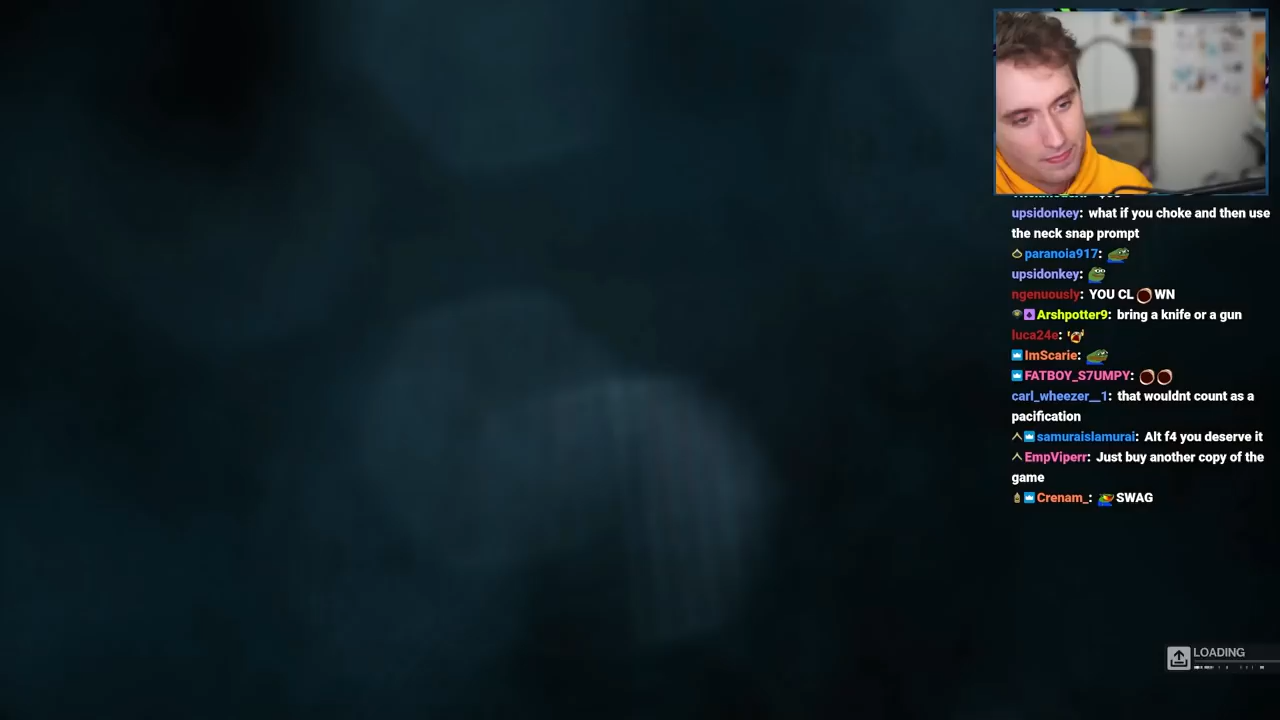 upsidonkey: what if you choke and then use
the neck snap prompt
paranoia917:
upsidonkey:
ngenuously: YOU CL WN
Arshpotter9: bring a knife or a gun
luca24e:
ImScarie:
FATBOY_S7UMPY:
carl_wheezer__1: that wouldnt count as a
pacification
samuraislamurai: Alt f4 you deserve it
EmpViperr: Just buy another copy of the
game
Crenam_: SWAG
LOADING